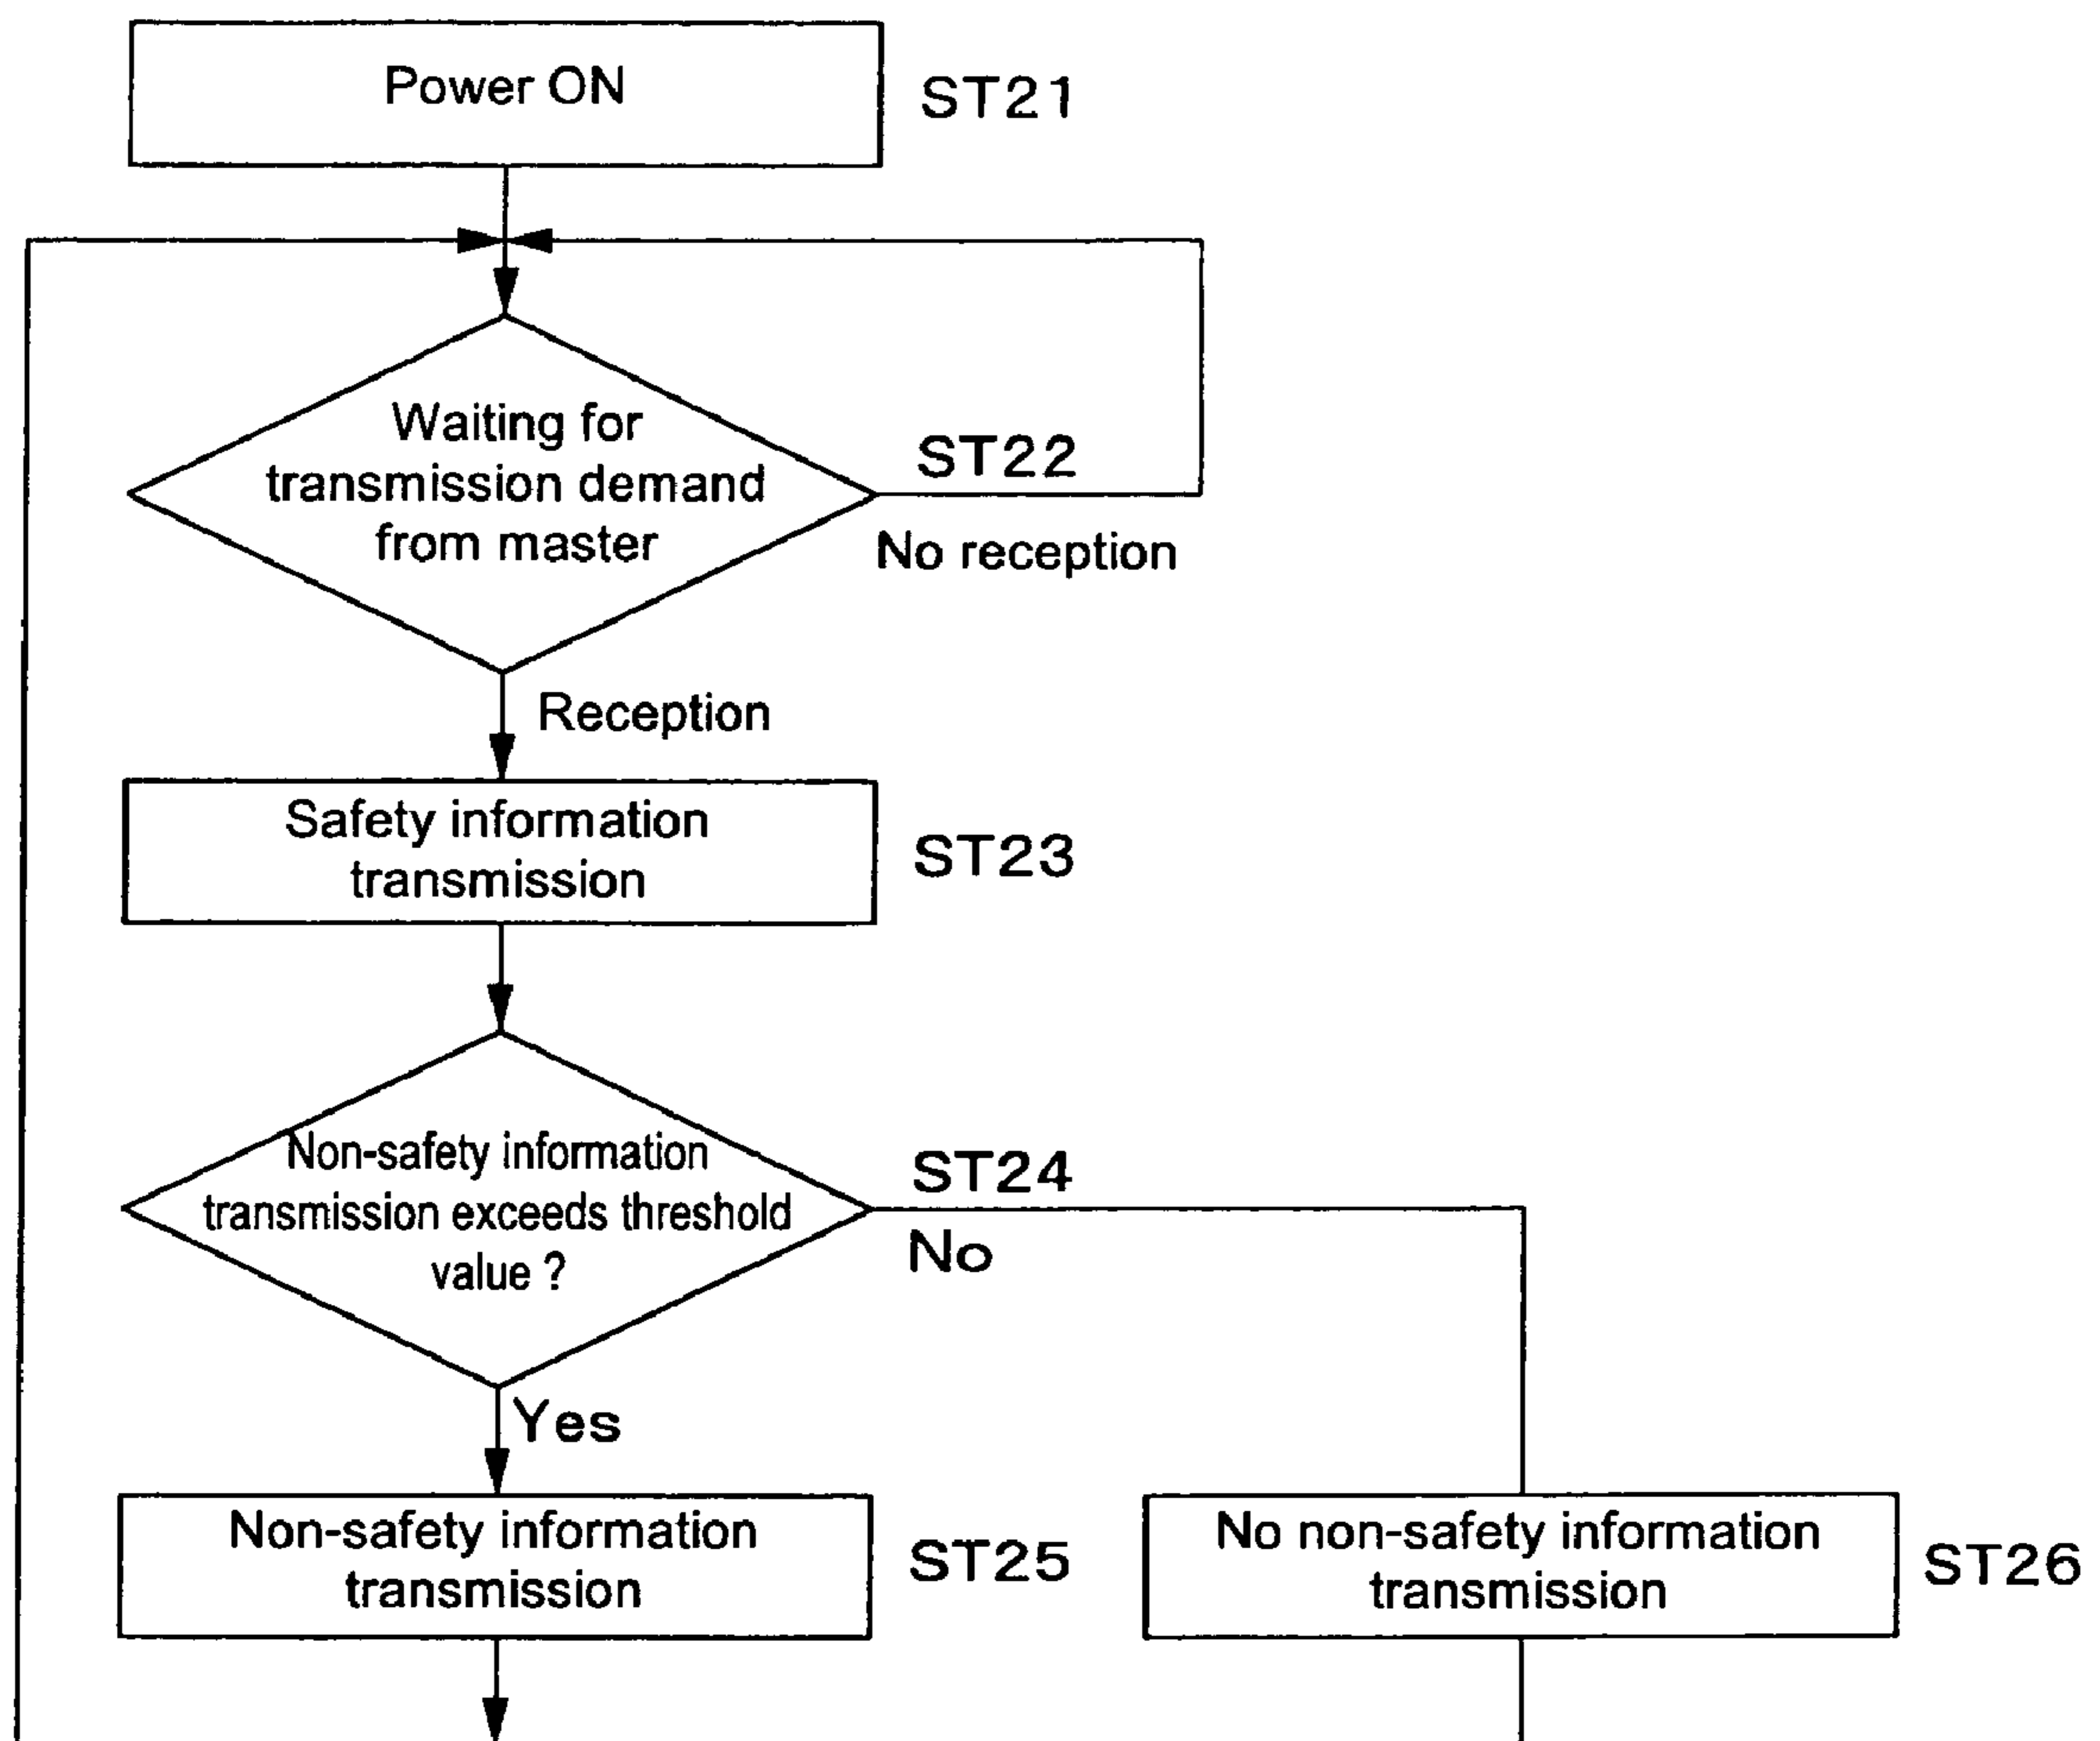 Power ON
ST21
Waiting for
transmission demand
from master
ST22
No reception
Reception
Safety information
transmission
ST23
Non-safety information
transmission exceeds threshold
value ?
ST24
No
Yes
Non-safety information
transmission
ST25
No non-safety information
transmission
ST26